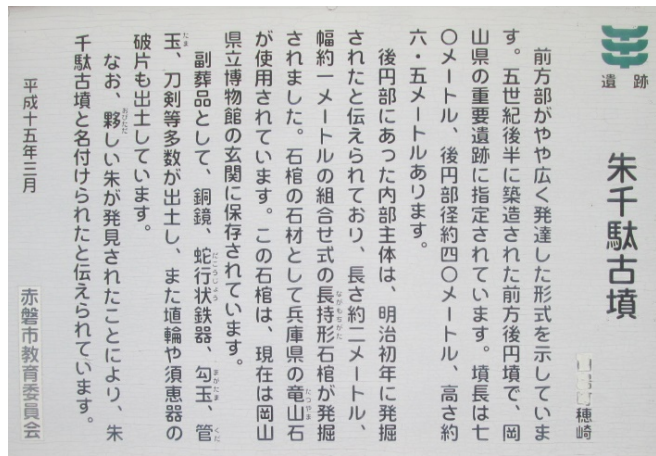 遺跡
朱千駄古墳
穂崎
前方部がやや広く発達した形式を示していま
す。五世紀後半に築造された前方後円墳で、岡
山県の重要遺跡に指定されています。墳長は七
〇メートル、後円部径約四〇メートル、高さ約
六・五メートルあります。
後円部にあった内部主体は、明治初年に発掘
されたと伝えられており、長さ約二メートル、
幅約一メートルの組合せ式の長持形石棺が発掘
されました。石棺の石材として兵庫県の竜山石
が使用されています。この石棺は、現在は岡山
県立博物館の玄関に保存されています。
副葬品として、銅鏡、蛇行状鉄器、勾玉、管
玉、刀剣等多数が出土し、また埴輪や須恵器の
破片も出土しています。
なお、夥しい朱が発見されたことにより、朱
千駄古墳と名付けられたと伝えられています。
平成十五年三月
赤磐市教育委員会